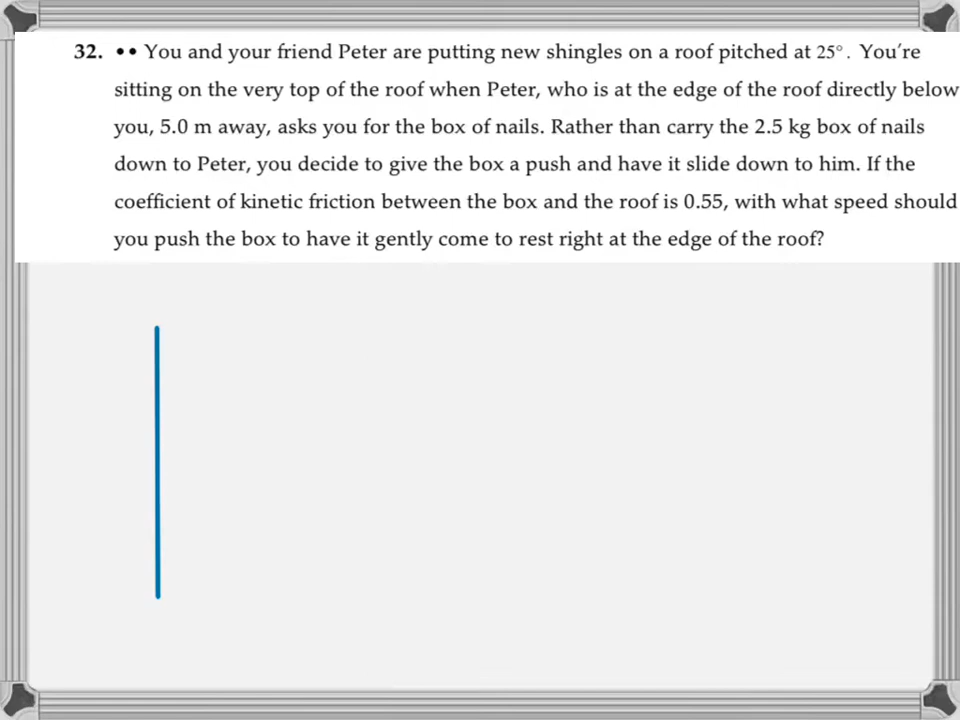 32. •• You and your friend Peter are putting new shingles on a roof pitched at 25°. You're
sitting on the very top of the roof when Peter, who is at the edge of the roof directly below
you, 5.0 m away, asks you for the box of nails. Rather than carry the 2.5 kg box of nails
down to Peter, you decide to give the box a push and have it slide down to him. If the
coefficient of kinetic friction between the box and the roof is 0.55, with what speed should
you push the box to have it gently come to rest right at the edge of the roof?